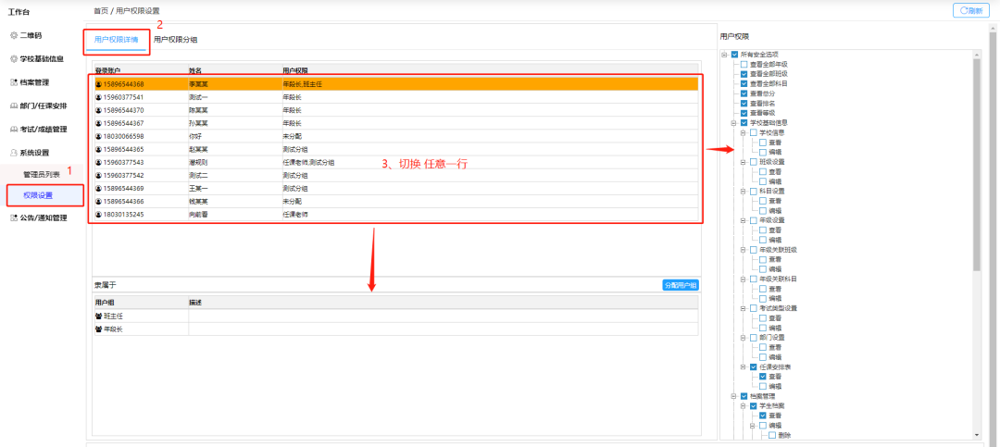 工作台
首页 / 用户权限设置
刷新
二维码
学校基础信息
档案管理
部门/任课安排
考试/成绩管理
系统设置
管理员列表
1
权限设置
公告/通知管理
2
用户权限详情
用户权限分组
登录账户 姓名 用户权限
15896544368 李某某 年段长,班主任
15960377541 测试一 年段长
15896544370 陈某某 年段长
15896544367 孙某某 年段长
18030066598 你好 未分配
15896544365 赵某某 测试分组
15960377543 潜规则 任课老师,测试分组
15960377542 测试二 测试分组
15896544369 王某一 测试分组
15896544366 钱某某 未分配
18030135245 向前看 任课老师
3、切换 任意一行
隶属于
分配用户组
用户组 描述
班主任
年段长
用户权限
所有安全选项
查看全部年级
查看全部班级
查看全部科目
查看总分
查看排名
查看等级
学校基础信息
学校信息
查看
编辑
班级设置
查看
编辑
科目设置
查看
编辑
年级设置
查看
编辑
年级关联班级
查看
编辑
年级关联科目
查看
编辑
考试类型设置
查看
编辑
部门设置
查看
编辑
任课安排表
查看
编辑
档案管理
学生档案
查看
编辑
删除